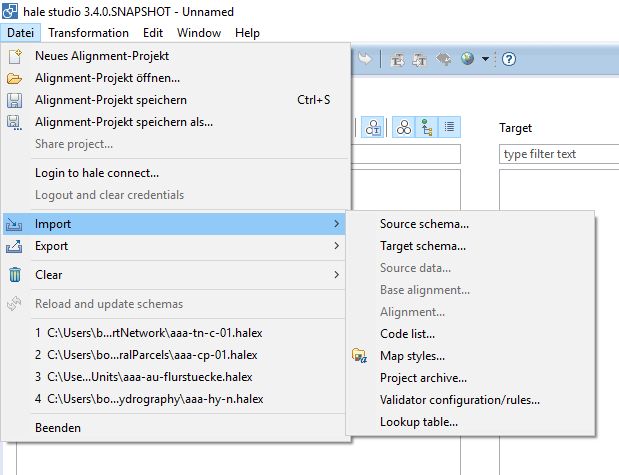 hale studio 3.4.0.SNAPSHOT - Unnamed
Datei Transformation Edit Window Help
Neues Alignment-Projekt
Alignment-Projekt öffnen...
Alignment-Projekt speichern Ctrl+S
Alignment-Projekt speichern als...
Share project...
Login to hale connect...
Logout and clear credentials
Import
Export
Clear
Reload and update schemas
1 C:\Users\b...rtNetwork\aaa-tn-c-01.halex
2 C:\Users\bo...ralParcels\aaa-cp-01.halex
3 C:\Use...Units\aaa-au-flurstuecke.halex
4 C:\Users\bo...ydrography\aaa-hy-n.halex
Beenden
Source schema...
Target schema...
Source data...
Base alignment...
Alignment...
Code list...
Map styles...
Project archive...
Validator configuration/rules...
Lookup table...
Target
type filter text